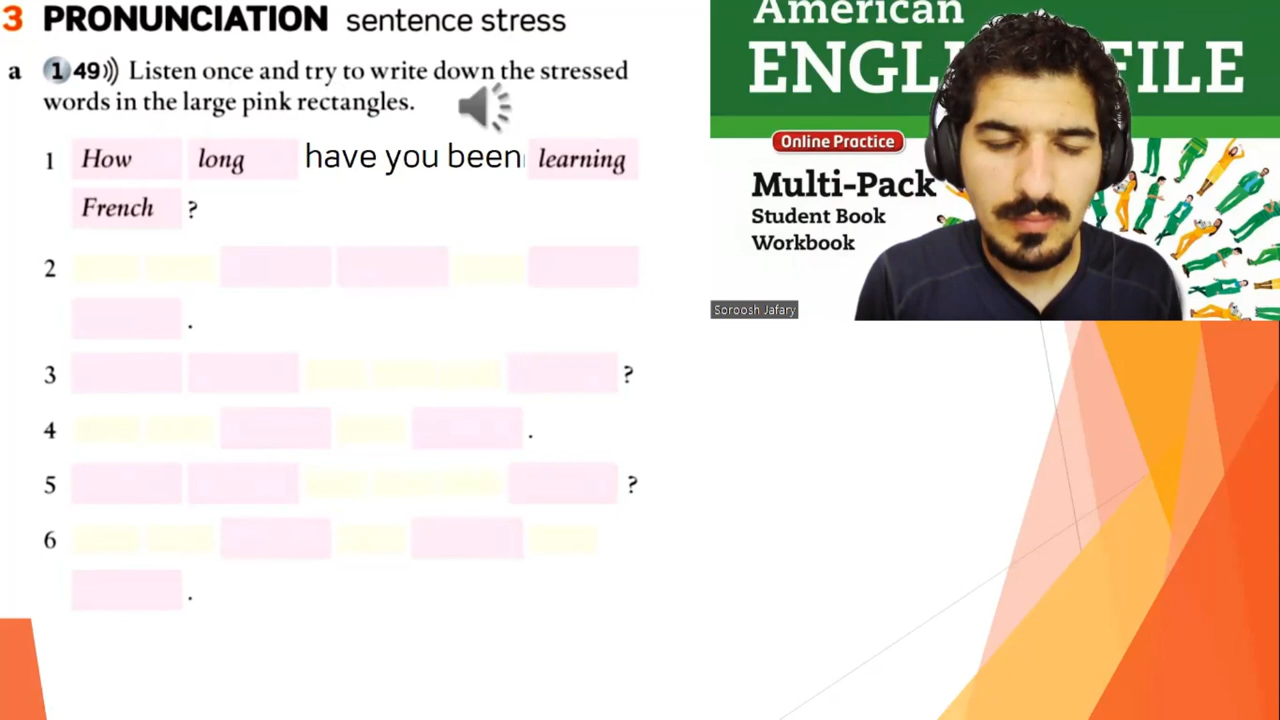 3 PRONUNCIATION sentence stress
a 1 49 Listen once and try to write down the stressed
words in the large pink rectangles.
1 How long have you been learning
French ?
2
.
3 ?
4 .
5 ?
6
.
American
ENGL FILE
Online Practice
Multi-Pack
Student Book
Workbook
Soroosh Jafary